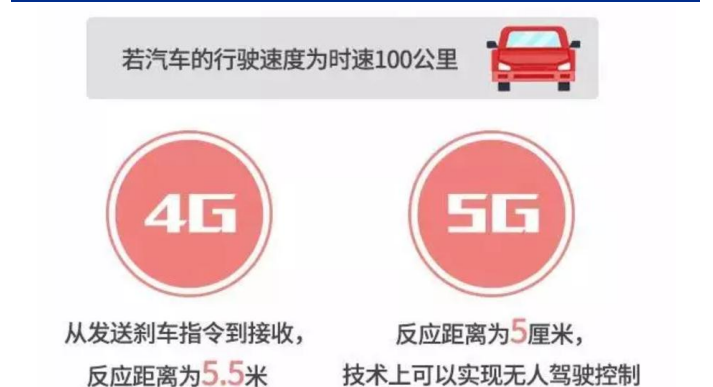 若汽车的行驶速度为时速100公里
4G
5G
从发送刹车指令到接收，
反应距离为5.5米
反应距离为5厘米，
技术上可以实现无人驾驶控制